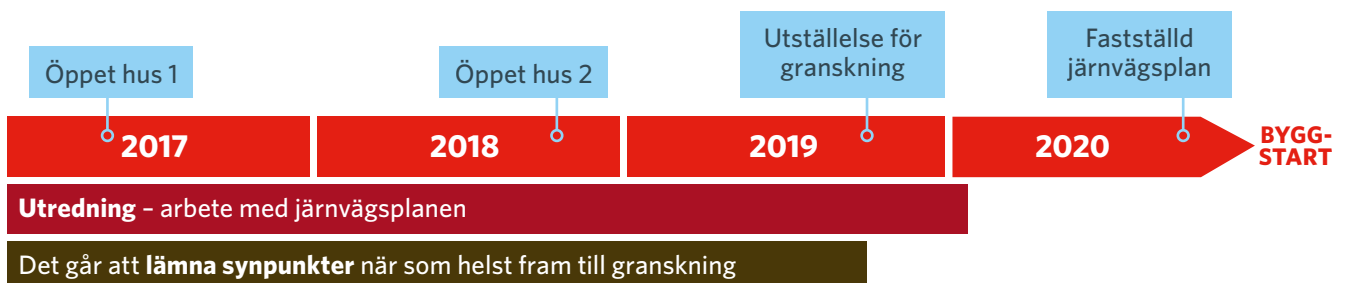 Öppet hus 1
Öppet hus 2
Utställelse för
granskning
Fastställd
järnvägsplan
2017
2018
2019
2020
BYGG-
START
Utredning – arbete med järnvägsplanen
Det går att lämna synpunkter när som helst fram till granskning